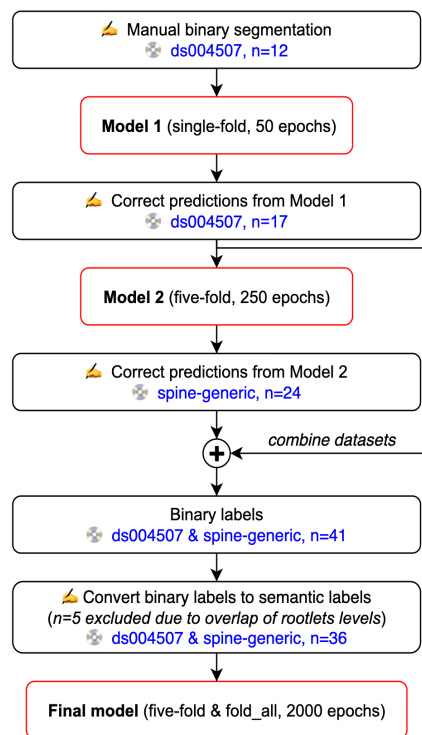 ✍️ Manual binary segmentation
💿 ds004507, n=12
Model 1 (single-fold, 50 epochs)
✍️ Correct predictions from Model 1
💿 ds004507, n=17
Model 2 (five-fold, 250 epochs)
✍️ Correct predictions from Model 2
💿 spine-generic, n=24
+
combine datasets
Binary labels
💿 ds004507 & spine-generic, n=41
✍️ Convert binary labels to semantic labels
(n=5 excluded due to overlap of rootlets levels)
💿 ds004507 & spine-generic, n=36
Final model (five-fold & fold_all, 2000 epochs)